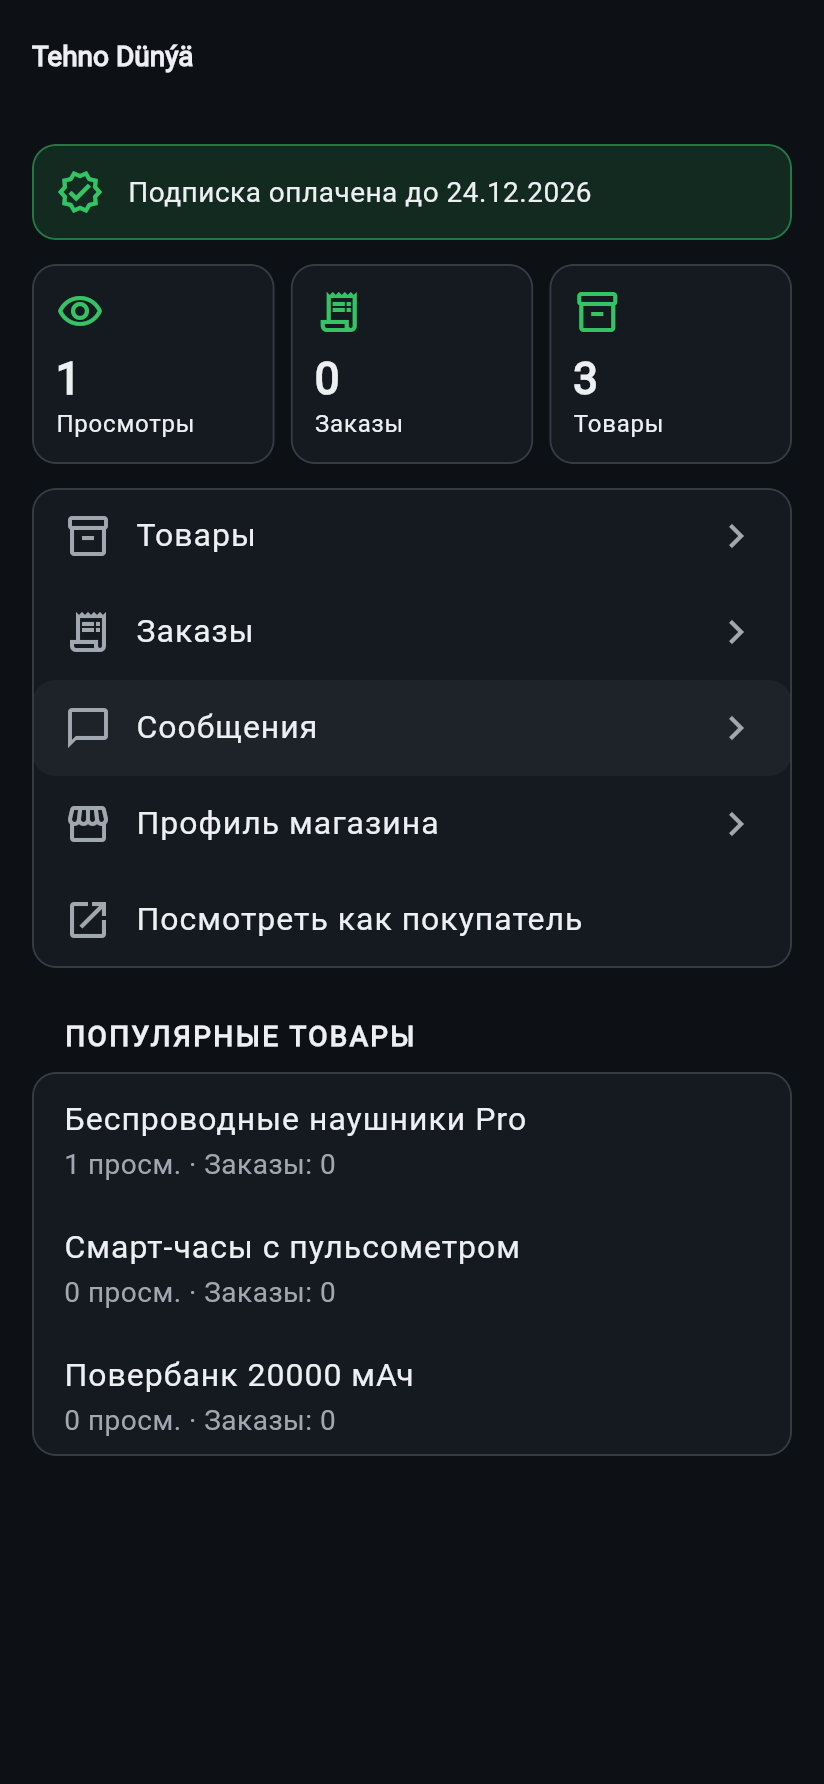 Tehno Dünýä
Подписка оплачена до 24.12.2026
1
Просмотры
0
Заказы
3
Товары
Товары
Заказы
Сообщения
Профиль магазина
Посмотреть как покупатель
ПОПУЛЯРНЫЕ ТОВАРЫ
Беспроводные наушники Pro
1 просм. · Заказы: 0
Смарт-часы с пульсометром
0 просм. · Заказы: 0
Повербанк 20000 мАч
0 просм. · Заказы: 0